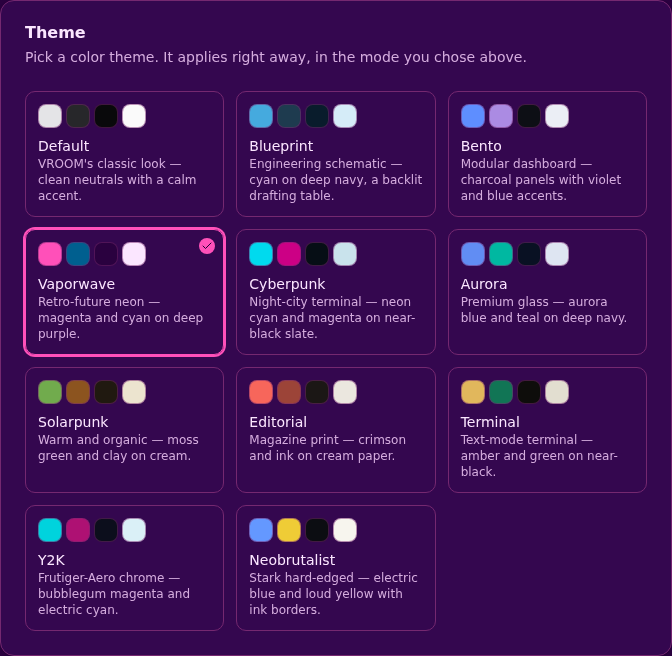 Theme
Pick a color theme. It applies right away, in the mode you chose above.
Default
VROOM's classic look —
clean neutrals with a calm
accent.
Blueprint
Engineering schematic —
cyan on deep navy, a backlit
drafting table.
Bento
Modular dashboard —
charcoal panels with violet
and blue accents.
Vaporwave
Retro-future neon —
magenta and cyan on deep
purple.
Cyberpunk
Night-city terminal — neon
cyan and magenta on near-
black slate.
Aurora
Premium glass — aurora
blue and teal on deep navy.
Solarpunk
Warm and organic — moss
green and clay on cream.
Editorial
Magazine print — crimson
and ink on cream paper.
Terminal
Text-mode terminal —
amber and green on near-
black.
Y2K
Frutiger-Aero chrome —
bubblegum magenta and
electric cyan.
Neobrutalist
Stark hard-edged — electric
blue and loud yellow with
ink borders.